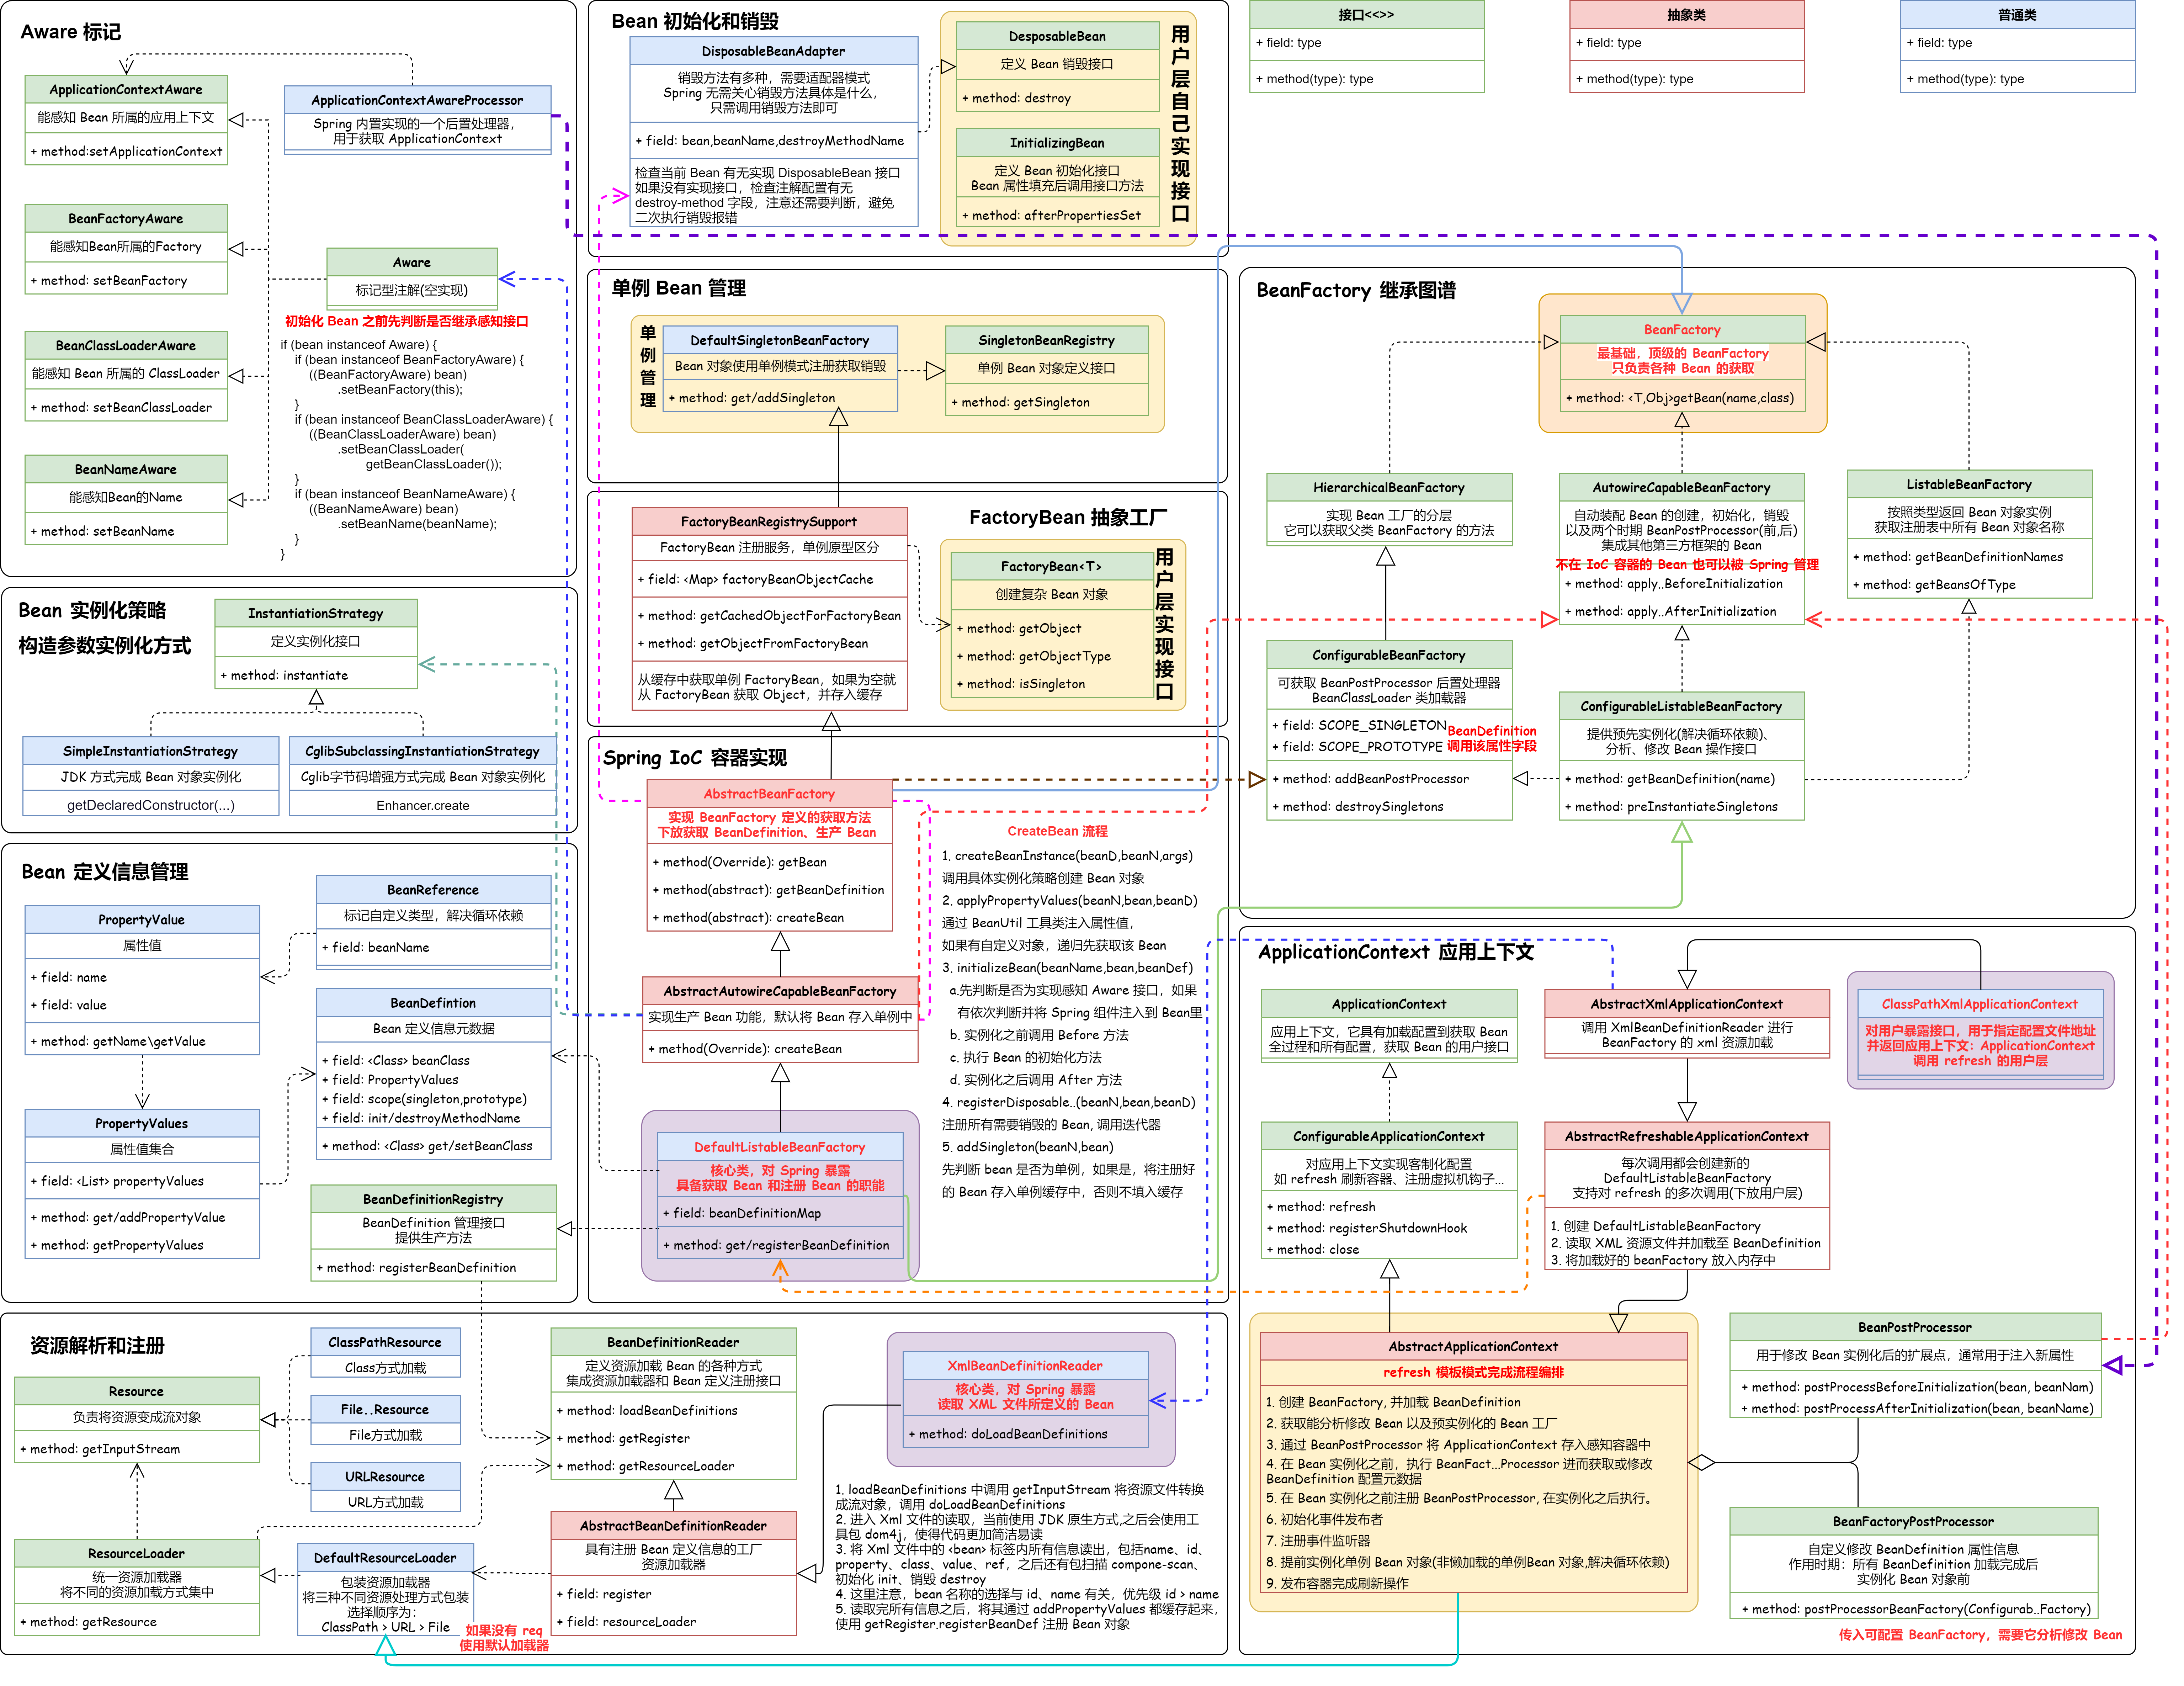 Aware 标记
ApplicationContextAware
能感知 Bean 所属的应用上下文
+ method:setApplicationContext
ApplicationContextAwareProcessor
Spring 内置实现的一个后置处理器，
用于获取 ApplicationContext
BeanFactoryAware
能感知Bean所属的Factory
+ method: setBeanFactory
Aware
标记型注解(空实现)
初始化 Bean 之前先判断是否继承感知接口
BeanClassLoaderAware
能感知 Bean 所属的 ClassLoader
+ method: setBeanClassLoader
BeanNameAware
能感知Bean的Name
+ method: setBeanName
if (bean instanceof Aware) {
if (bean instanceof BeanFactoryAware) {
((BeanFactoryAware) bean)
.setBeanFactory(this);
}
if (bean instanceof BeanClassLoaderAware) {
((BeanClassLoaderAware) bean)
.setBeanClassLoader(
getBeanClassLoader());
}
if (bean instanceof BeanNameAware) {
((BeanNameAware) bean)
.setBeanName(beanName);
}
}
Bean 初始化和销毁
DisposableBeanAdapter
销毁方法有多种，需要适配器模式
Spring 无需关心销毁方法具体是什么，
只需调用销毁方法即可
+ field: bean,beanName,destroyMethodName
检查当前 Bean 有无实现 DisposableBean 接口
如果没有实现接口，检查注解配置有无
destroy-method 字段，注意还需要判断，避免
二次执行销毁报错
DesposableBean
定义 Bean 销毁接口
+ method: destroy
InitializingBean
定义 Bean 初始化接口
Bean 属性填充后调用接口方法
+ method: afterPropertiesSet
用户层自己实现接口
接口<<>>
+ field: type
+ method(type): type
抽象类
+ field: type
+ method(type): type
普通类
+ field: type
+ method(type): type
单例 Bean 管理
单例管理
DefaultSingletonBeanFactory
Bean 对象使用单例模式注册获取销毁
+ method: get/addSingleton
SingletonBeanRegistry
单例 Bean 对象定义接口
+ method: getSingleton
FactoryBean 抽象工厂
FactoryBeanRegistrySupport
FactoryBean 注册服务，单例原型区分
+ field: <Map> factoryBeanObjectCache
+ method: getCachedObjectForFactoryBean
+ method: getObjectFromFactoryBean
从缓存中获取单例 FactoryBean，如果为空就
从 FactoryBean 获取 Object，并存入缓存
FactoryBean<T>
创建复杂 Bean 对象
+ method: getObject
+ method: getObjectType
+ method: isSingleton
用户层实现接口
BeanFactory 继承图谱
BeanFactory
最基础，顶级的 BeanFactory
只负责各种 Bean 的获取
+ method: <T,Obj>getBean(name,class)
HierarchicalBeanFactory
实现 Bean 工厂的分层
它可以获取父类 BeanFactory 的方法
AutowireCapableBeanFactory
自动装配 Bean 的创建，初始化，销毁
以及两个时期 BeanPostProcessor(前,后)
集成其他第三方框架的 Bean
不在 IoC 容器的 Bean 也可以被 Spring 管理
+ method: apply..BeforeInitialization
+ method: apply..AfterInitialization
ListableBeanFactory
按照类型返回 Bean 对象实例
获取注册表中所有 Bean 对象名称
+ method: getBeanDefinitionNames
+ method: getBeansOfType
ConfigurableBeanFactory
可获取 BeanPostProcessor 后置处理器
BeanClassLoader 类加载器
+ field: SCOPE_SINGLETON
+ field: SCOPE_PROTOTYPE
BeanDefinition
调用该属性字段
+ method: addBeanPostProcessor
+ method: destroySingletons
ConfigurableListableBeanFactory
提供预先实例化(解决循环依赖)、
分析、修改 Bean 操作接口
+ method: getBeanDefinition(name)
+ method: preInstantiateSingletons
Bean 实例化策略
构造参数实例化方式
InstantiationStrategy
定义实例化接口
+ method: instantiate
SimpleInstantiationStrategy
JDK 方式完成 Bean 对象实例化
getDeclaredConstructor(...)
CglibSubclassingInstantiationStrategy
Cglib字节码增强方式完成 Bean 对象实例化
Enhancer.create
Spring IoC 容器实现
AbstractBeanFactory
实现 BeanFactory 定义的获取方法
下放获取 BeanDefinition、生产 Bean
+ method(Override): getBean
+ method(abstract): getBeanDefinition
+ method(abstract): createBean
AbstractAutowireCapableBeanFactory
实现生产 Bean 功能，默认将 Bean 存入单例中
+ method(Override): createBean
DefaultListableBeanFactory
核心类，对 Spring 暴露
具备获取 Bean 和注册 Bean 的职能
+ field: beanDefinitionMap
+ method: get/registerBeanDefinition
CreateBean 流程
1. createBeanInstance(beanD,beanN,args)
调用具体实例化策略创建 Bean 对象
2. applyPropertyValues(beanN,bean,beanD)
通过 BeanUtil 工具类注入属性值，
如果有自定义对象，递归先获取该 Bean
3. initializeBean(beanName,bean,beanDef)
a.先判断是否为实现感知 Aware 接口，如果
有依次判断并将 Spring 组件注入到 Bean里
b. 实例化之前调用 Before 方法
c. 执行 Bean 的初始化方法
d. 实例化之后调用 After 方法
4. registerDisposable..(beanN,bean,beanD)
注册所有需要销毁的 Bean, 调用迭代器
5. addSingleton(beanN,bean)
先判断 bean 是否为单例，如果是，将注册好
的 Bean 存入单例缓存中，否则不填入缓存
Bean 定义信息管理
PropertyValue
属性值
+ field: name
+ field: value
+ method: getName\getValue
BeanReference
标记自定义类型，解决循环依赖
+ field: beanName
BeanDefintion
Bean 定义信息元数据
+ field: <Class> beanClass
+ field: PropertyValues
+ field: scope(singleton,prototype)
+ field: init/destroyMethodName
+ method: <Class> get/setBeanClass
PropertyValues
属性值集合
+ field: <List> propertyValues
+ method: get/addPropertyValue
+ method: getPropertyValues
BeanDefinitionRegistry
BeanDefinition 管理接口
提供生产方法
+ method: registerBeanDefinition
ApplicationContext 应用上下文
ApplicationContext
应用上下文，它具有加载配置到获取 Bean
全过程和所有配置，获取 Bean 的用户接口
AbstractXmlApplicationContext
调用 XmlBeanDefinitionReader 进行
BeanFactory 的 xml 资源加载
ClassPathXmlApplicationContext
对用户暴露接口，用于指定配置文件地址
并返回应用上下文：ApplicationContext
调用 refresh 的用户层
ConfigurableApplicationContext
对应用上下文实现客制化配置
如 refresh 刷新容器、注册虚拟机钩子...
+ method: refresh
+ method: registerShutdownHook
+ method: close
AbstractRefreshableApplicationContext
每次调用都会创建新的
DefaultListableBeanFactory
支持对 refresh 的多次调用(下放用户层)
1. 创建 DefaultListableBeanFactory
2. 读取 XML 资源文件并加载至 BeanDefinition
3. 将加载好的 beanFactory 放入内存中
AbstractApplicationContext
refresh 模板模式完成流程编排
1. 创建 BeanFactory, 并加载 BeanDefinition
2. 获取能分析修改 Bean 以及预实例化的 Bean 工厂
3. 通过 BeanPostProcessor 将 ApplicationContext 存入感知容器中
4. 在 Bean 实例化之前，执行 BeanFact...Processor 进而获取或修改
BeanDefinition 配置元数据
5. 在 Bean 实例化之前注册 BeanPostProcessor, 在实例化之后执行。
6. 初始化事件发布者
7. 注册事件监听器
8. 提前实例化单例 Bean 对象(非懒加载的单例Bean 对象,解决循环依赖)
9. 发布容器完成刷新操作
BeanPostProcessor
用于修改 Bean 实例化后的扩展点，通常用于注入新属性
+ method: postProcessBeforeInitialization(bean, beanNam)
+ method: postProcessAfterInitialization(bean, beanName)
BeanFactoryPostProcessor
自定义修改 BeanDefinition 属性信息
作用时期：所有 BeanDefinition 加载完成后
实例化 Bean 对象前
+ method: postProcessorBeanFactory(Configurab..Factory)
传入可配置 BeanFactory，需要它分析修改 Bean
资源解析和注册
Resource
负责将资源变成流对象
+ method: getInputStream
ClassPathResource
Class方式加载
File..Resource
File方式加载
URLResource
URL方式加载
ResourceLoader
统一资源加载器
将不同的资源加载方式集中
+ method: getResource
DefaultResourceLoader
包装资源加载器
将三种不同资源处理方式包装
选择顺序为：
ClassPath > URL > File
如果没有 req
使用默认加载器
BeanDefinitionReader
定义资源加载 Bean 的各种方式
集成资源加载器和 Bean 定义注册接口
+ method: loadBeanDefinitions
+ method: getRegister
+ method: getResourceLoader
AbstractBeanDefinitionReader
具有注册 Bean 定义信息的工厂
资源加载器
+ field: register
+ field: resourceLoader
XmlBeanDefinitionReader
核心类，对 Spring 暴露
读取 XML 文件所定义的 Bean
+ method: doLoadBeanDefinitions
1. loadBeanDefinitions 中调用 getInputStream 将资源文件转换
成流对象，调用 doLoadBeanDefinitions
2. 进入 Xml 文件的读取，当前使用 JDK 原生方式,之后会使用工
具包 dom4j，使得代码更加简洁易读
3. 将 Xml 文件中的 <bean> 标签内所有信息读出，包括name、id、
property、class、value、ref，之后还有包扫描 compone-scan、
初始化 init、销毁 destroy
4. 这里注意，bean 名称的选择与 id、name 有关，优先级 id > name
5. 读取完所有信息之后，将其通过 addPropertyValues 都缓存起来，
使用 getRegister.registerBeanDef 注册 Bean 对象